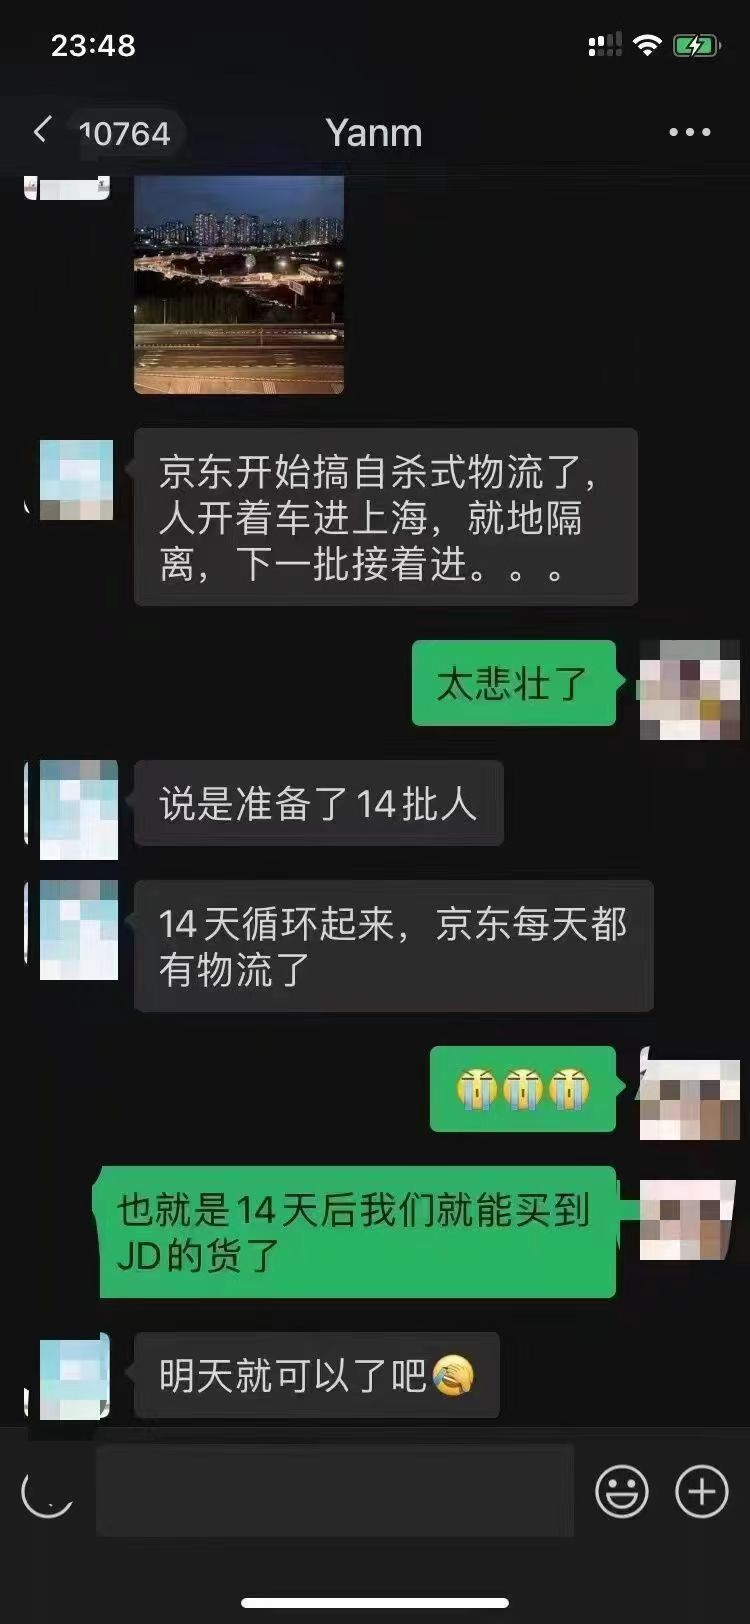 23:48
10764
Yanm
京东开始搞自杀式物流了，
人开着车进上海，就地隔
离，下一批接着进。。。
太悲壮了
说是准备了14批人
14天循环起来，京东每天都
有物流了
😭😭😭
也就是14天后我们就能买到
JD的货了
明天就可以了吧🤦